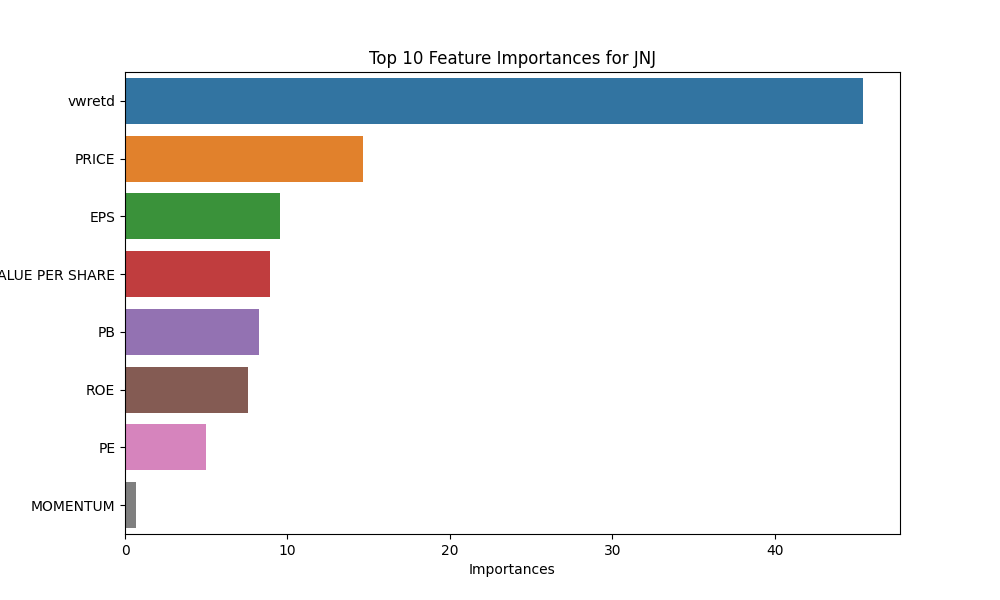 Top 10 Feature Importances for JNJ
vwretd
PRICE
EPS
ALUE PER SHARE
PB
ROE
PE
MOMENTUM
0 10 20 30 40
Importances